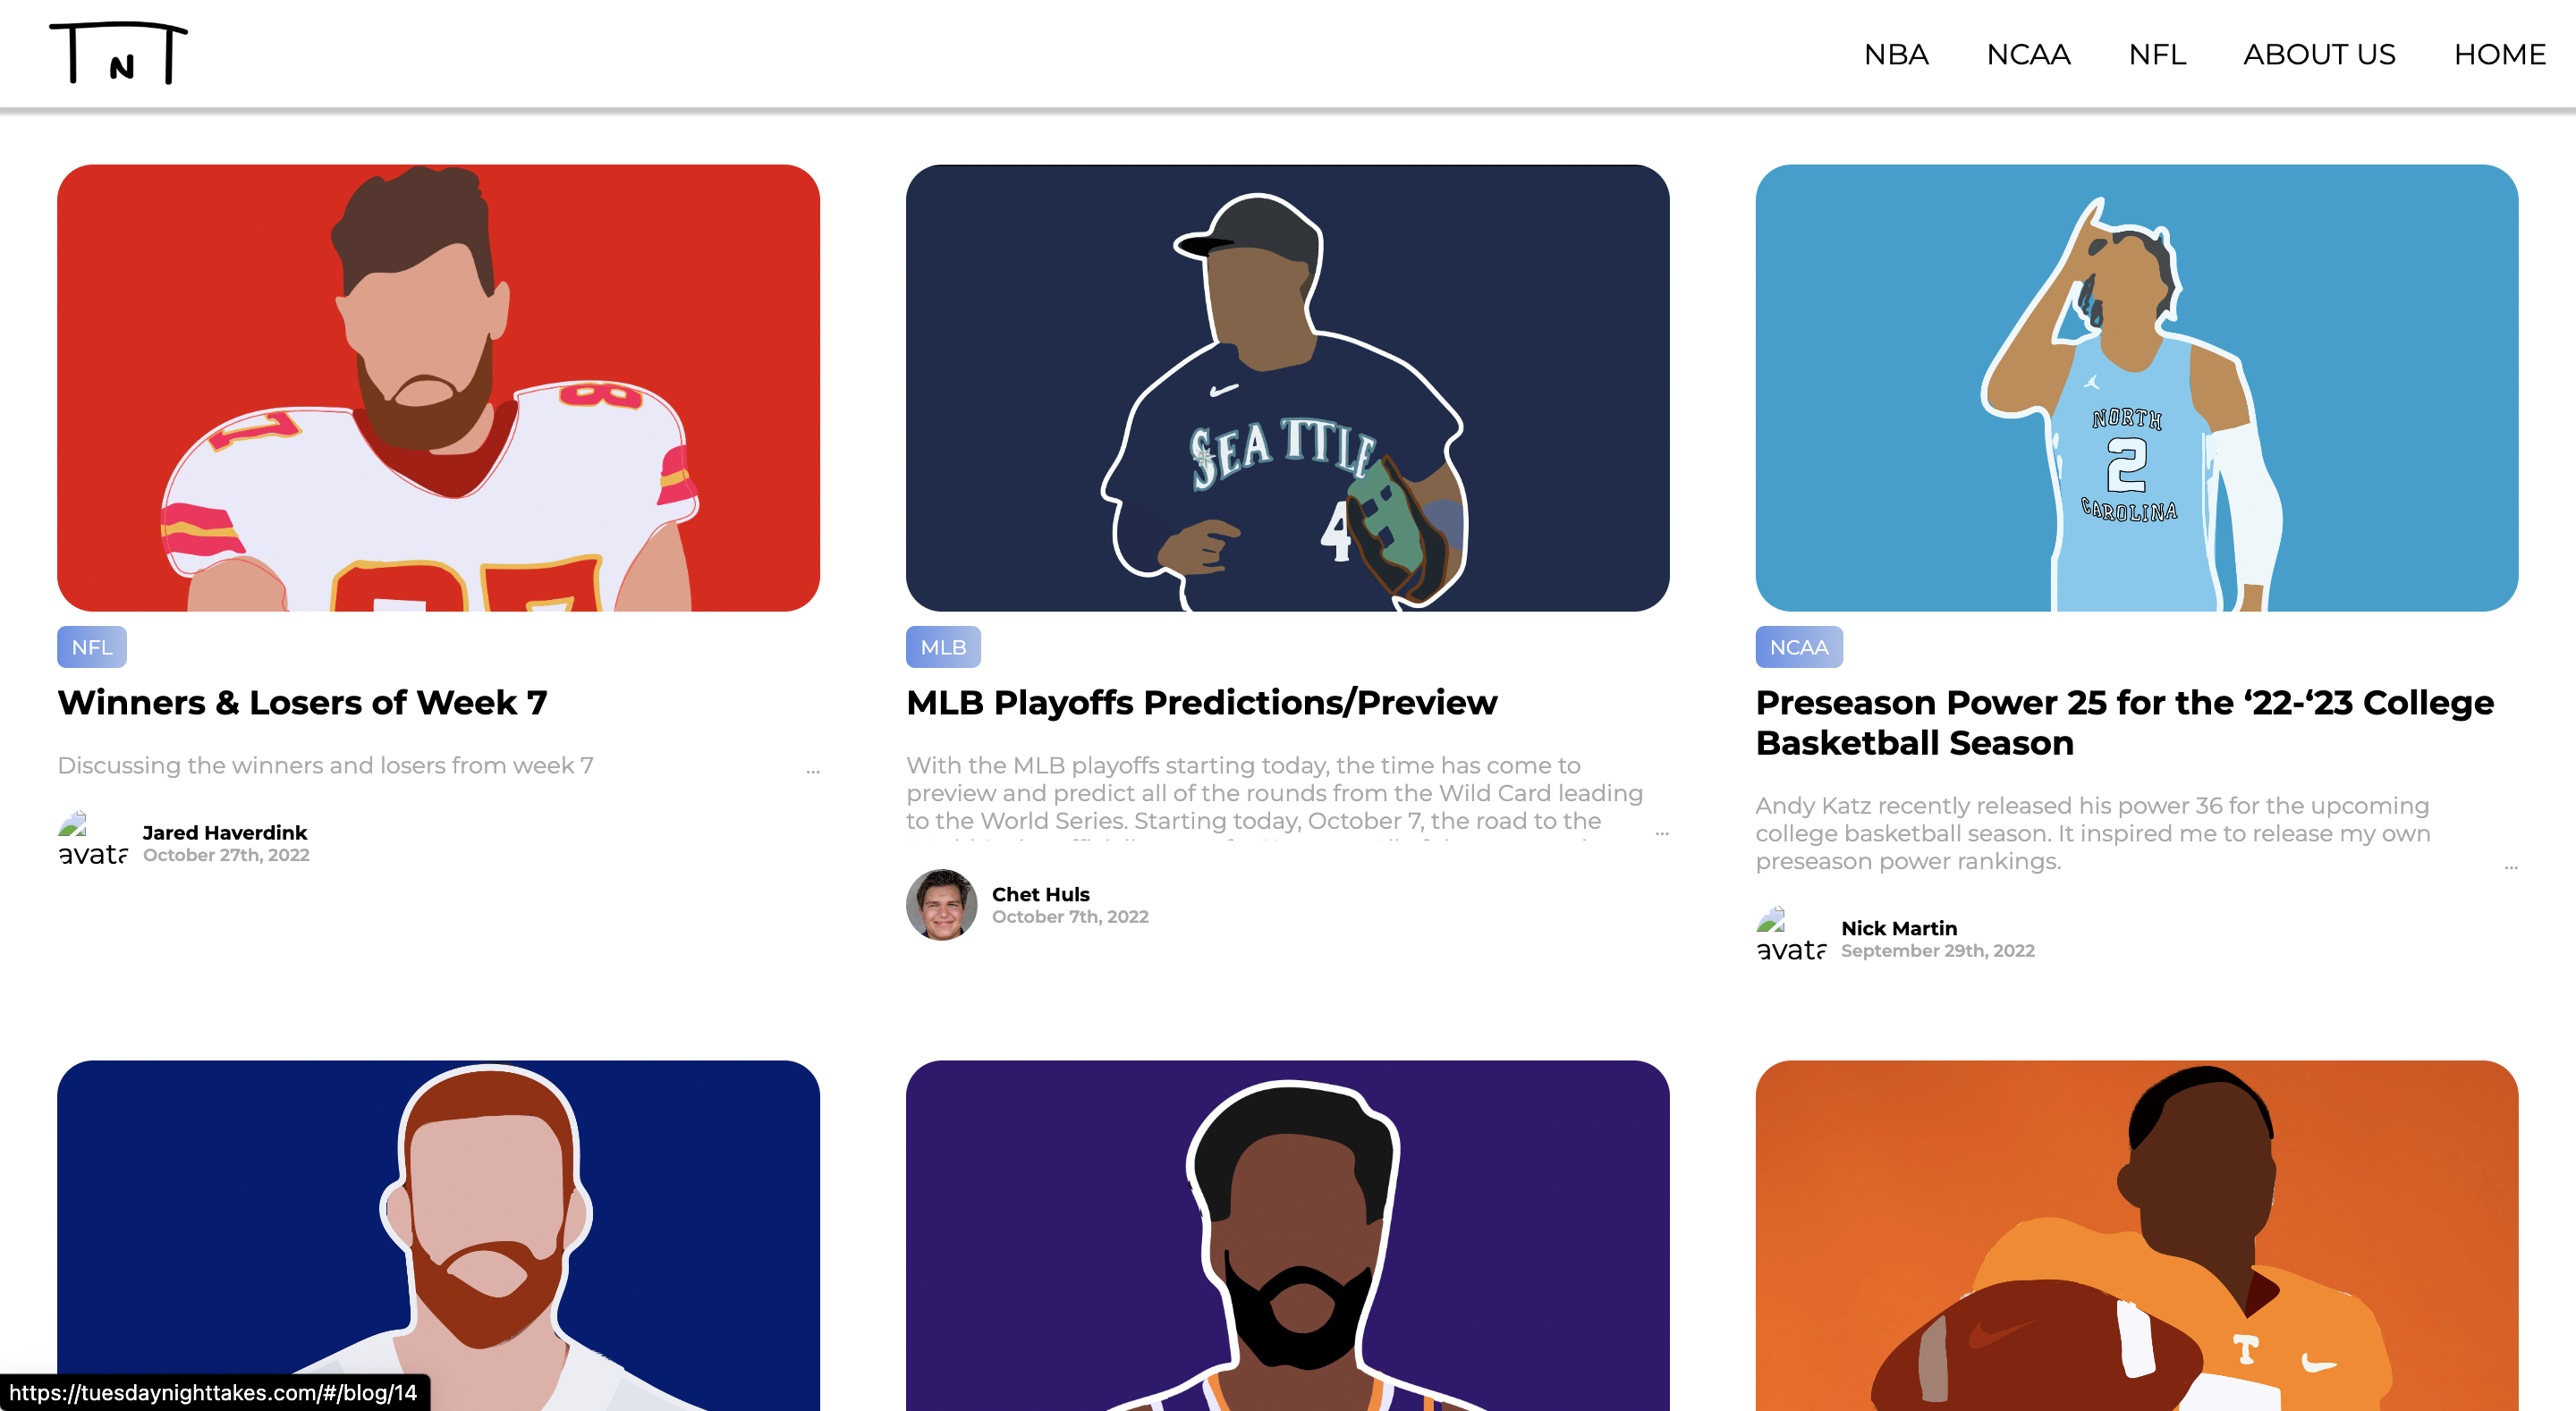 TNT
NBA
NCAA
NFL
ABOUT US
HOME
18
87
SEATTLE
4
NORTH
2
CAROLINA
NFL
Winners & Losers of Week 7
Discussing the winners and losers from week 7
...
avata
Jared Haverdink
October 27th, 2022
MLB
MLB Playoffs Predictions/Preview
With the MLB playoffs starting today, the time has come to
preview and predict all of the rounds from the Wild Card leading
to the World Series. Starting today, October 7, the road to the
...
Chet Huls
October 7th, 2022
NCAA
Preseason Power 25 for the ‘22-‘23 College
Basketball Season
Andy Katz recently released his power 36 for the upcoming
college basketball season. It inspired me to release my own
preseason power rankings.
...
avata
Nick Martin
September 29th, 2022
T
https://tuesdaynighttakes.com/#/blog/14